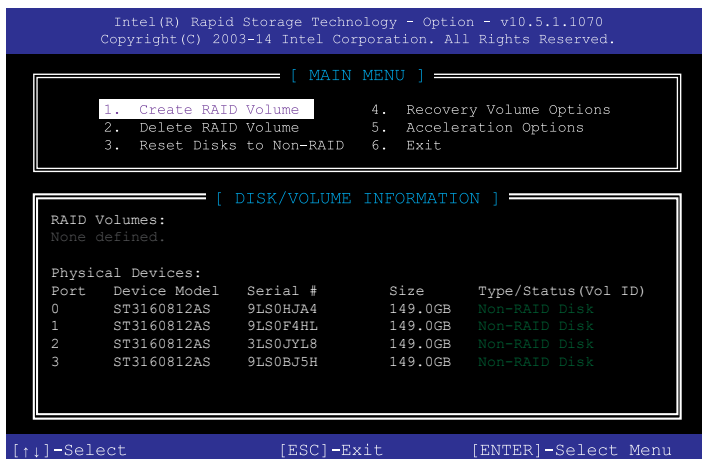 Intel(R) Rapid Storage Technology - Option - v10.5.1.1070
Copyright(C) 2003-14 Intel Corporation. All Rights Reserved.
[ MAIN MENU ]
1. Create RAID Volume 4. Recovery Volume Options
2. Delete RAID Volume 5. Acceleration Options
3. Reset Disks to Non-RAID 6. Exit
[ DISK/VOLUME INFORMATION ]
RAID Volumes:
None defined.
Physical Devices:
Port Device Model Serial # Size Type/Status(Vol ID)
0 ST3160812AS 9LS0HJA4 149.0GB Non-RAID Disk
1 ST3160812AS 9LS0F4HL 149.0GB Non-RAID Disk
2 ST3160812AS 3LS0JYL8 149.0GB Non-RAID Disk
3 ST3160812AS 9LS0BJ5H 149.0GB Non-RAID Disk
[↑↓]-Select [ESC]-Exit [ENTER]-Select Menu